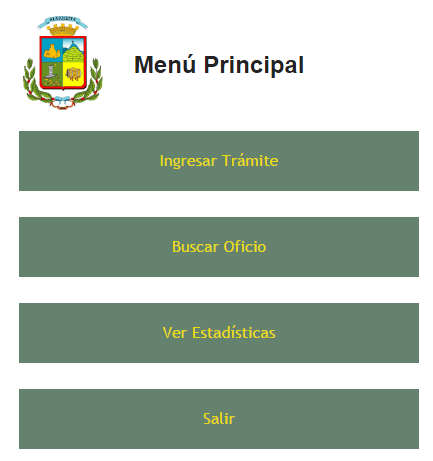 Menú Principal
Ingresar Trámite
Buscar Oficio
Ver Estadísticas
Salir